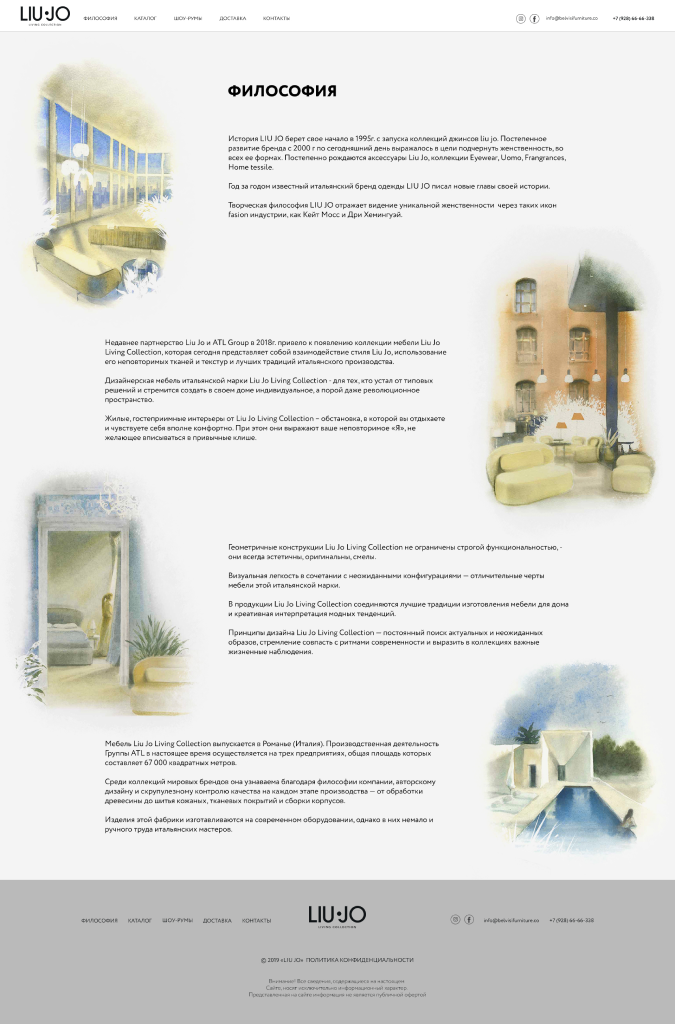 LIU·JO
LIVING COLLECTION
ФИЛОСОФИЯ КАТАЛОГ ШОУ-РУМЫ ДОСТАВКА КОНТАКТЫ
info@belvisifurniture.co +7 (928) 66-66-338
ФИЛОСОФИЯ
История LIU JO берет свое начало в 1995г. с запуска коллекций джинсов liu jo. Постепенное
развитие бренда с 2000 г по сегодняшний день выражалось в цели подчернуть женственность, во
всех ее формах. Постепенно рождаются аксессуары Liu Jo, коллекции Eyewear, Uomo, Frangrances,
Home tessile.
Год за годом известный итальянский бренд одежды LIU JO писал новые главы своей истории.
Творческая философия LIU JO отражает видение уникальной женственности через таких икон
fasion индустрии, как Кейт Мосс и Дри Хемингуэй.
Недавнее партнерство Liu Jo и ATL Group в 2018г. привело к появлению коллекции мебели Liu Jo
Living Collection, которая сегодня представляет собой взаимодействие стиля Liu Jo, использование
его неповторимых тканей и текстур и лучших традиций итальянского производства.
Дизайнерская мебель итальянской марки Liu Jo Living Collection - для тех, кто устал от типовых
решений и стремится создать в своем доме индивидуальное, а порой даже революционное
пространство.
Жилые, гостеприимные интерьеры от Liu Jo Living Collection – обстановка, в которой вы отдыхаете
и чувствуете себя вполне комфортно. При этом они выражают ваше неповторимое «Я», не
желающее вписываться в привычные клише.
Геометричные конструкции Liu Jo Living Collection не ограничены строгой функциональностью, -
они всегда эстетичны, оригинальны, смелы.
Визуальная легкость в сочетании с неожиданными конфигурациями — отличительные черты
мебели этой итальянской марки.
В продукции Liu Jo Living Collection соединяются лучшие традиции изготовления мебели для дома
и креативная интерпретация модных тенденций.
Принципы дизайна Liu Jo Living Collection — постоянный поиск актуальных и неожиданных
образов, стремление совпасть с ритмами современности и выразить в коллекциях важные
жизненные наблюдения.
Мебель Liu Jo Living Collection выпускается в Романье (Италия). Производственная деятельность
Группы ATL в настоящее время осуществляется на трех предприятиях, общая площадь которых
составляет 67 000 квадратных метров.
Среди коллекций мировых брендов она узнаваема благодаря философии компании, авторскому
дизайну и скрупулезному контролю качества на каждом этапе производства — от обработки
древесины до шитья кожаных, тканевых покрытий и сборки корпусов.
Изделия этой фабрики изготавливаются на современном оборудовании, однако в них немало и
ручного труда итальянских мастеров.
ФИЛОСОФИЯ КАТАЛОГ ШОУ-РУМЫ ДОСТАВКА КОНТАКТЫ
LIU·JO
LIVING COLLECTION
info@belvisifurniture.co +7 (928) 66-66-338
© 2019 «LIU JO» ПОЛИТИКА КОНФИДЕНЦИАЛЬНОСТИ
Внимание! Все сведения, содержащиеся на настоящем
Сайте, носят исключительно информационный характер.
Представленная на сайте информация не является публичной офертой